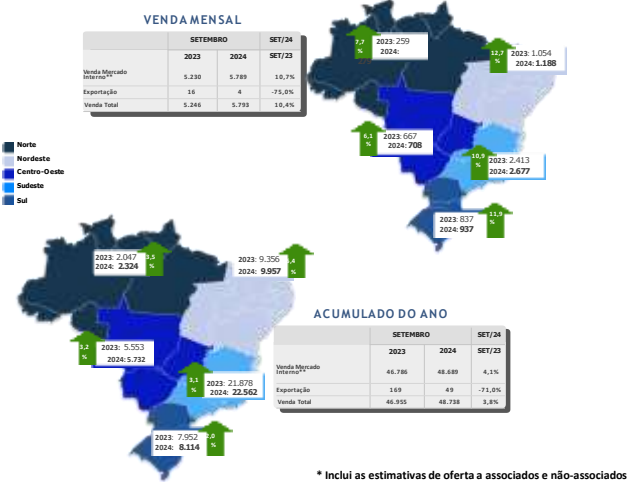 VENDA MENSAL
SETEMBRO SET/24
2023 2024 SET/23
Venda Mercado
Interno** 5.230 5.789 10,7%
Exportação 16 4 -75,0%
Venda Total 5.246 5.793 10,4%
7,7
%
2023: 259
2024:
12,7
%
2023: 1.054
2024: 1.188
6,1
%
2023: 667
2024: 708
10,9
%
2023: 2.413
2024: 2.677
2023: 837
2024: 937
11,9
%
Norte
Nordeste
Centro-Oeste
Sudeste
Sul
2023: 2.047
2024: 2.324
3,5
%
2023: 9.356
2024: 9.957
,4
%
3,2
%
2023: 5.553
2024: 5.732
3,1
%
2023: 21.878
2024: 22.562
2023: 7.952
2024: 8.114
2,0
%
ACUMULADO DO ANO
SETEMBRO SET/24
2023 2024 SET/23
Venda Mercado
Interno** 46.786 48.689 4,1%
Exportação 169 49 -71,0%
Venda Total 46.955 48.738 3,8%
* Inclui as estimativas de oferta a associados e não-associados